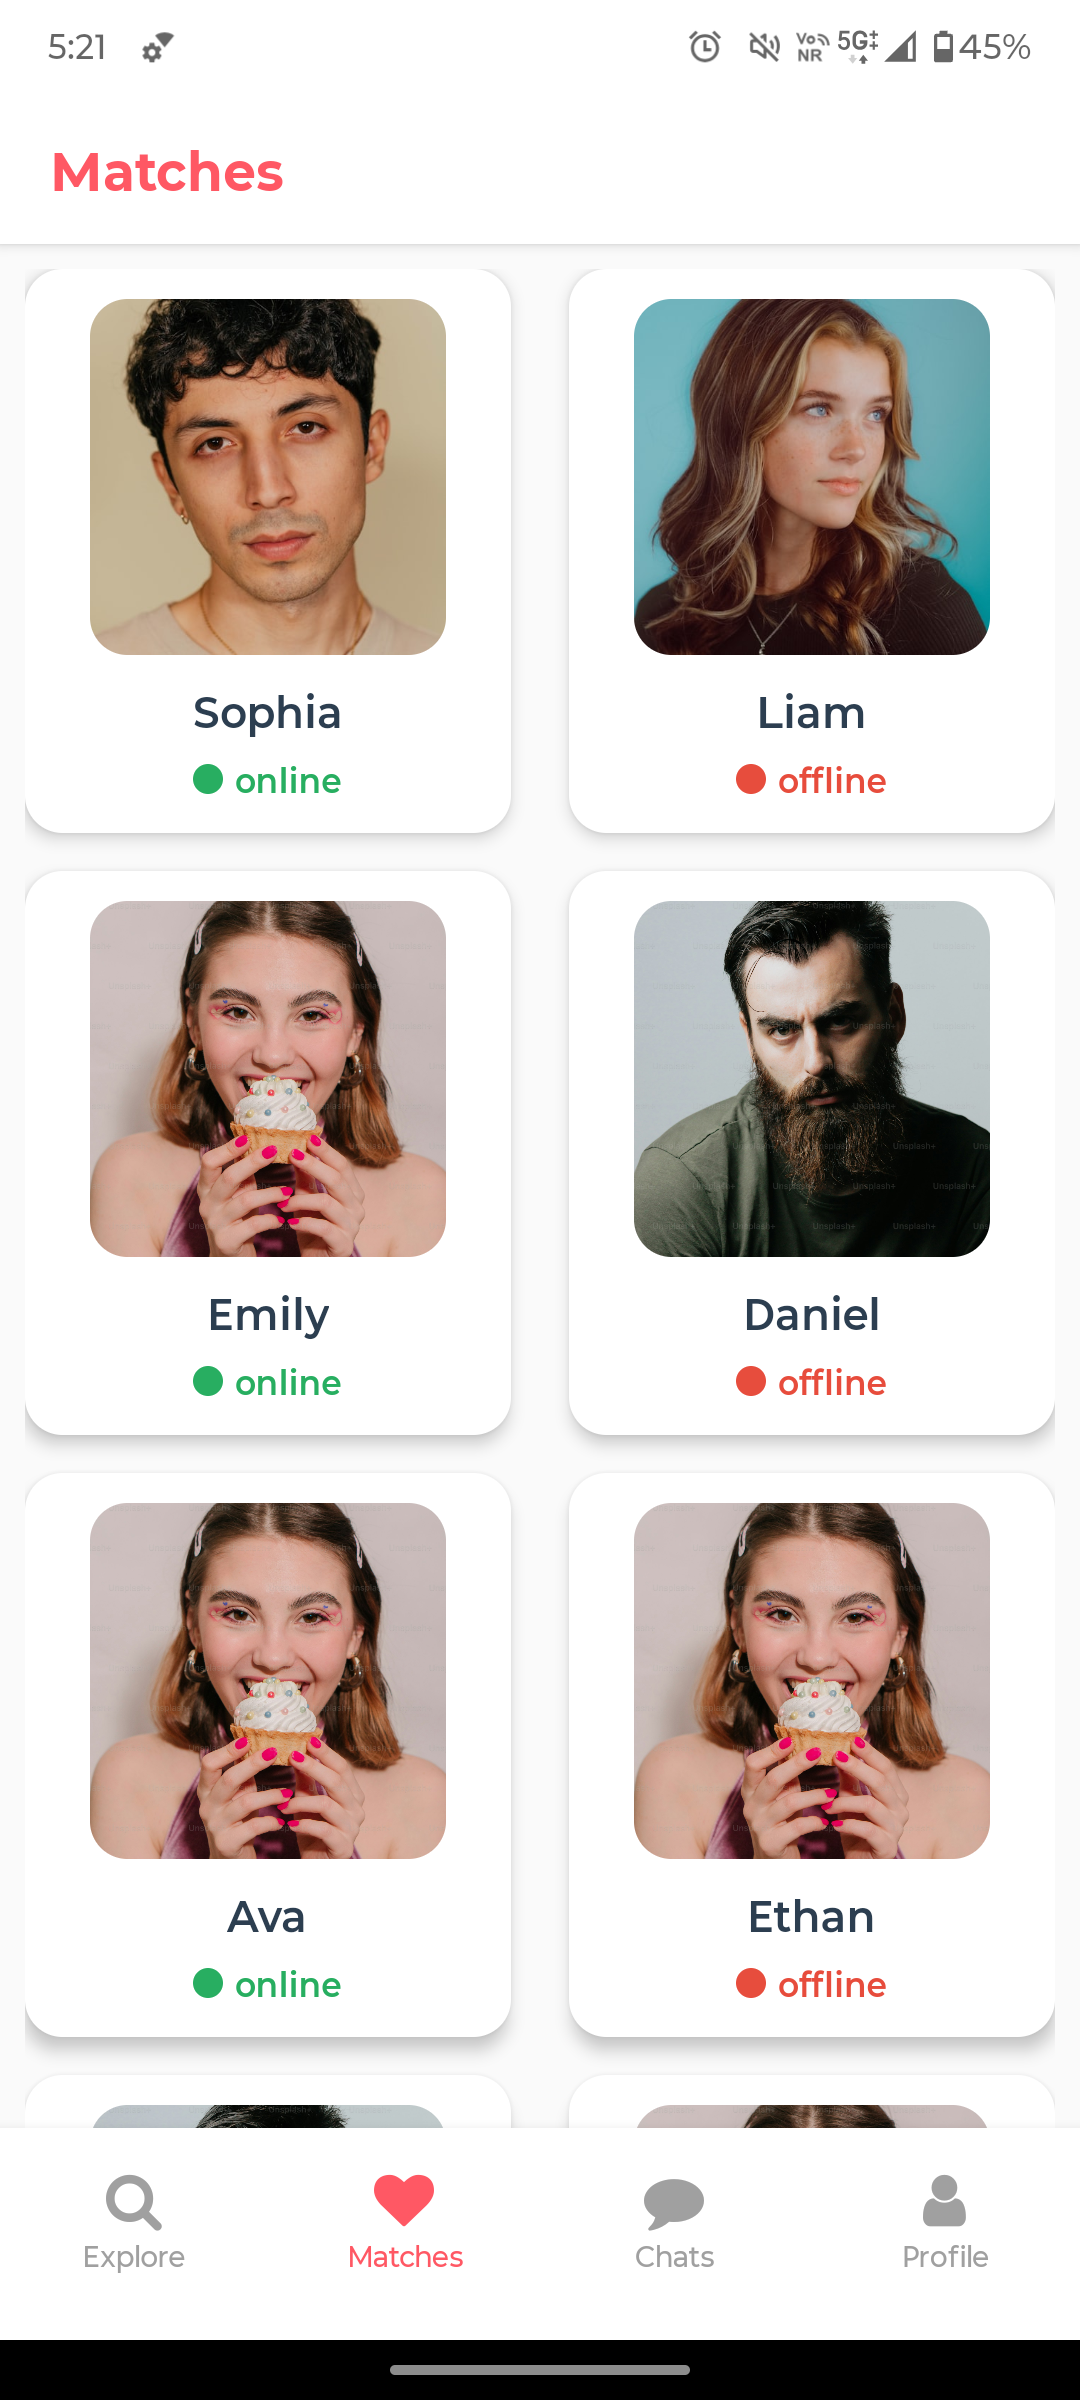 5:21
Vo NR 5G 45%
Matches
Sophia
online
Liam
offline
Emily
online
Daniel
offline
Unsplash+
Ava
online
Ethan
offline
Explore
Matches
Chats
Profile